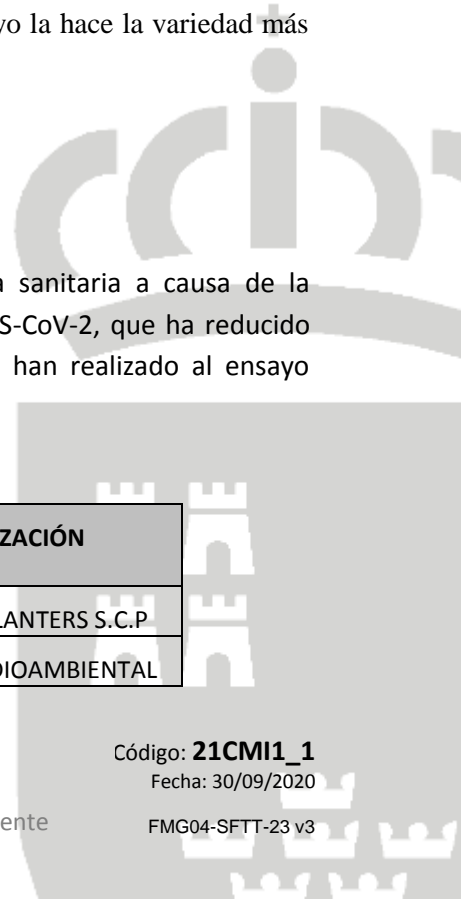 yo la hace la variedad más
a sanitaria a causa de la
S-CoV-2, que ha reducido
han realizado al ensayo
ZACIÓN
LANTERS S.C.P
DIOAMBIENTAL
Código: 21CMI1_1
Fecha: 30/09/2020
ente
FMG04-SFTT-23 v3